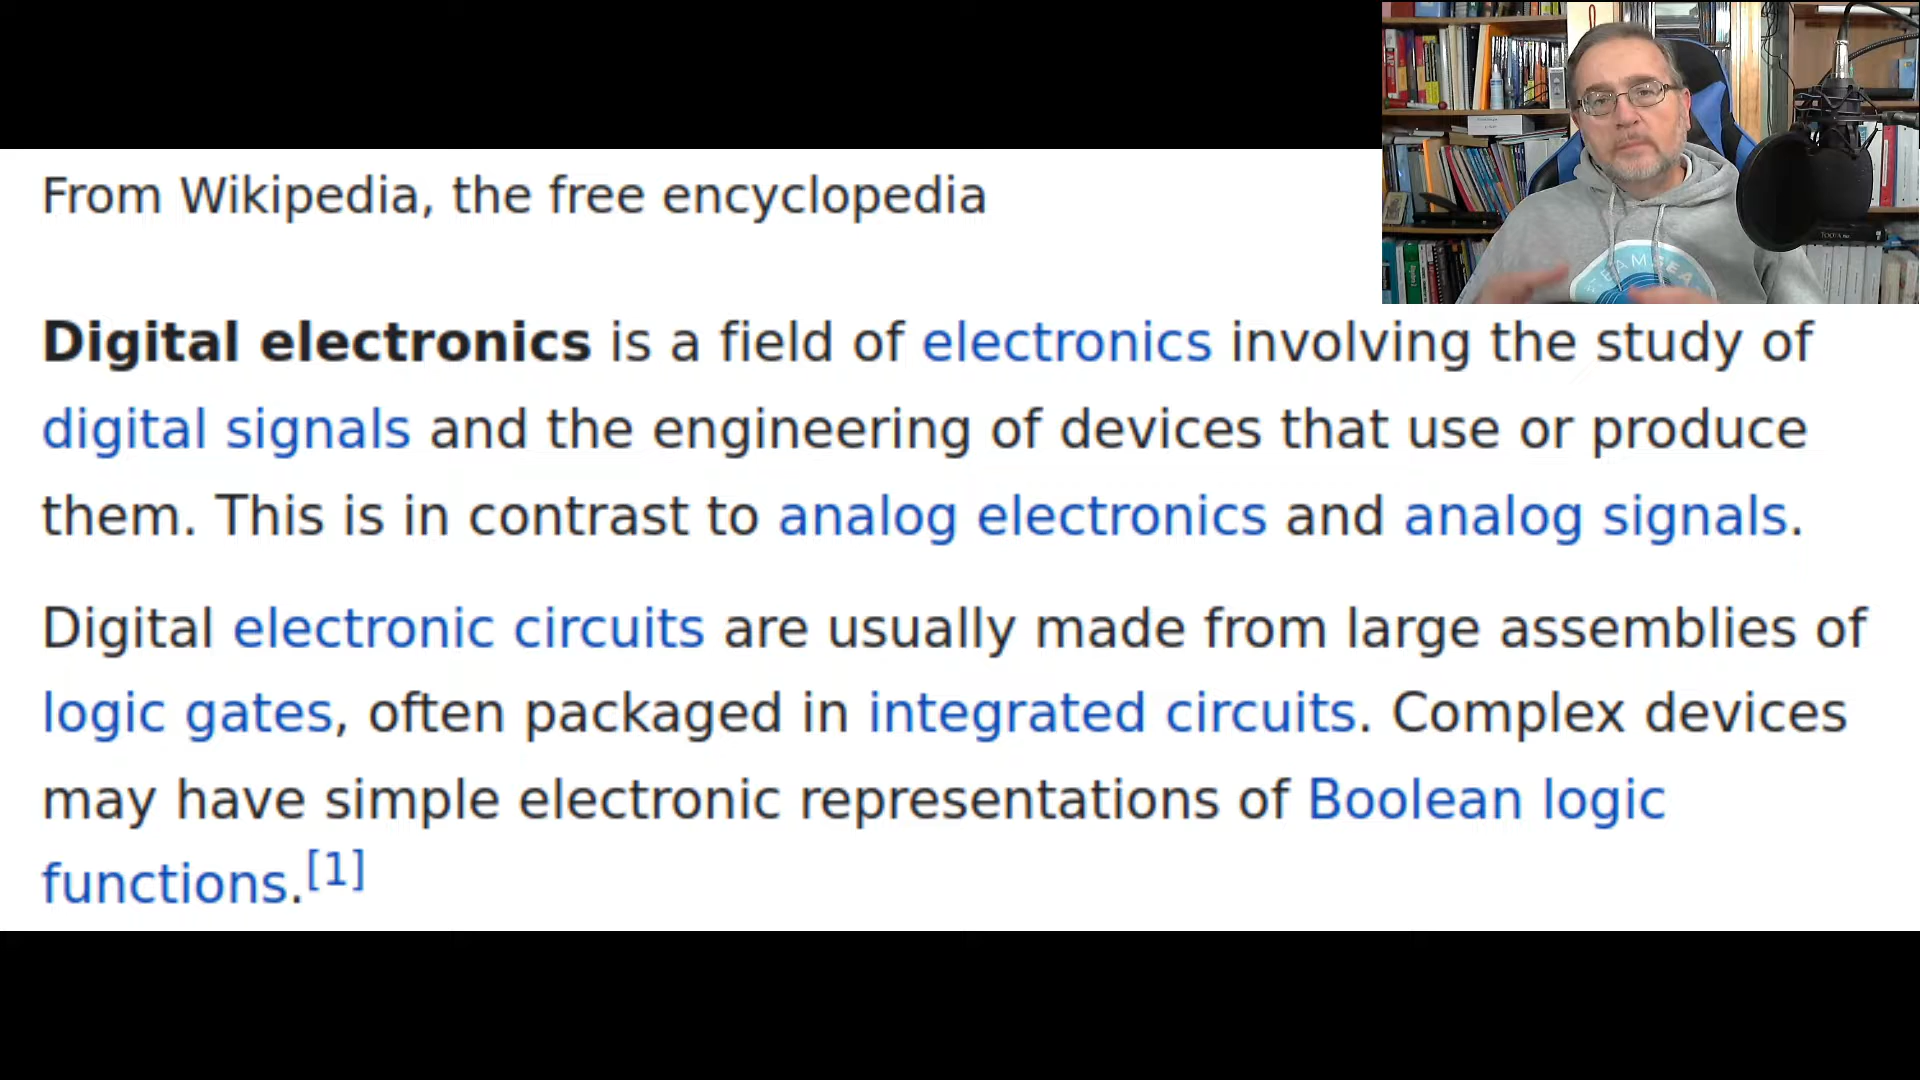 From Wikipedia, the free encyclopedia
Digital electronics is a field of electronics involving the study of
digital signals and the engineering of devices that use or produce
them. This is in contrast to analog electronics and analog signals.
Digital electronic circuits are usually made from large assemblies of
logic gates, often packaged in integrated circuits. Complex devices
may have simple electronic representations of Boolean logic
functions.[1]